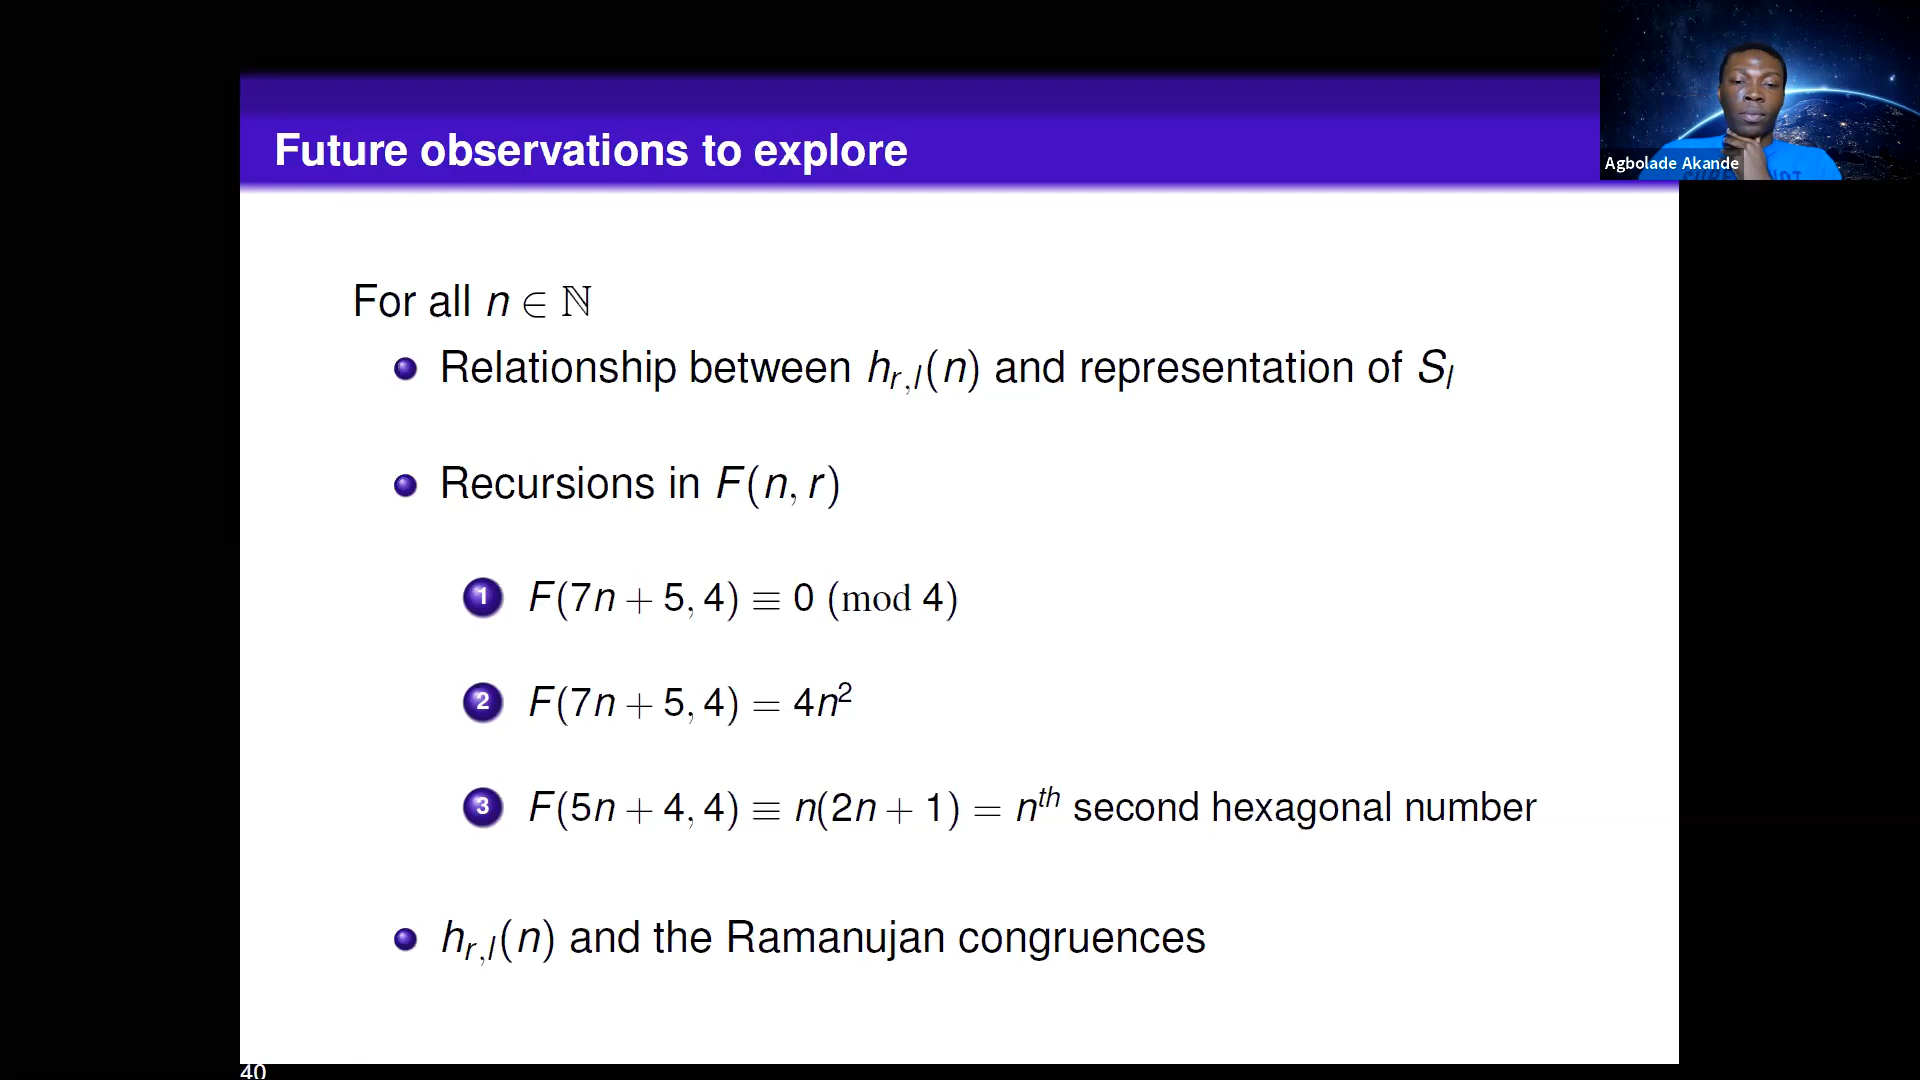 Future observations to explore
Agbolade Akande
For all n ∈ ℕ
Relationship between h_{r,l}(n) and representation of S_l
Recursions in F(n, r)
1 F(7n + 5, 4) ≡ 0 (mod 4)
2 F(7n + 5, 4) = 4n²
3 F(5n + 4, 4) ≡ n(2n + 1) = n^{th} second hexagonal number
h_{r,l}(n) and the Ramanujan congruences
40